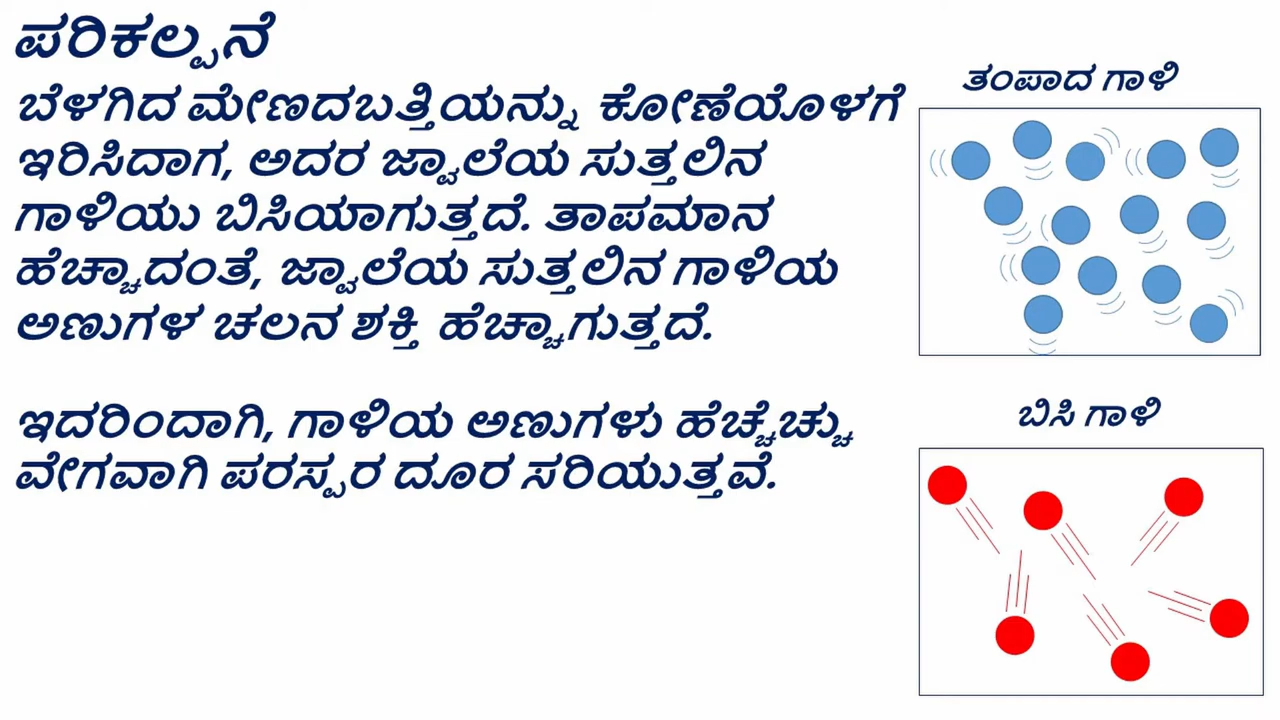 ಪರಿಕಲ್ಪನೆ
ಬೆಳಗಿದ ಮೇಣದಬತ್ತಿಯನ್ನು ಕೋಣೆಯೊಳಗೆ
ಇರಿಸಿದಾಗ, ಅದರ ಜ್ವಾಲೆಯ ಸುತ್ತಲಿನ
ಗಾಳಿಯು ಬಿಸಿಯಾಗುತ್ತದೆ. ತಾಪಮಾನ
ಹೆಚ್ಚಾದಂತೆ, ಜ್ವಾಲೆಯ ಸುತ್ತಲಿನ ಗಾಳಿಯ
ಅಣುಗಳ ಚಲನ ಶಕ್ತಿ ಹೆಚ್ಚಾಗುತ್ತದೆ.
ಇದರಿಂದಾಗಿ, ಗಾಳಿಯ ಅಣುಗಳು ಹೆಚ್ಚೆಚ್ಚು
ವೇಗವಾಗಿ ಪರಸ್ಪರ ದೂರ ಸರಿಯುತ್ತವೆ.
ತಂಪಾದ ಗಾಳಿ
ಬಿಸಿ ಗಾಳಿ